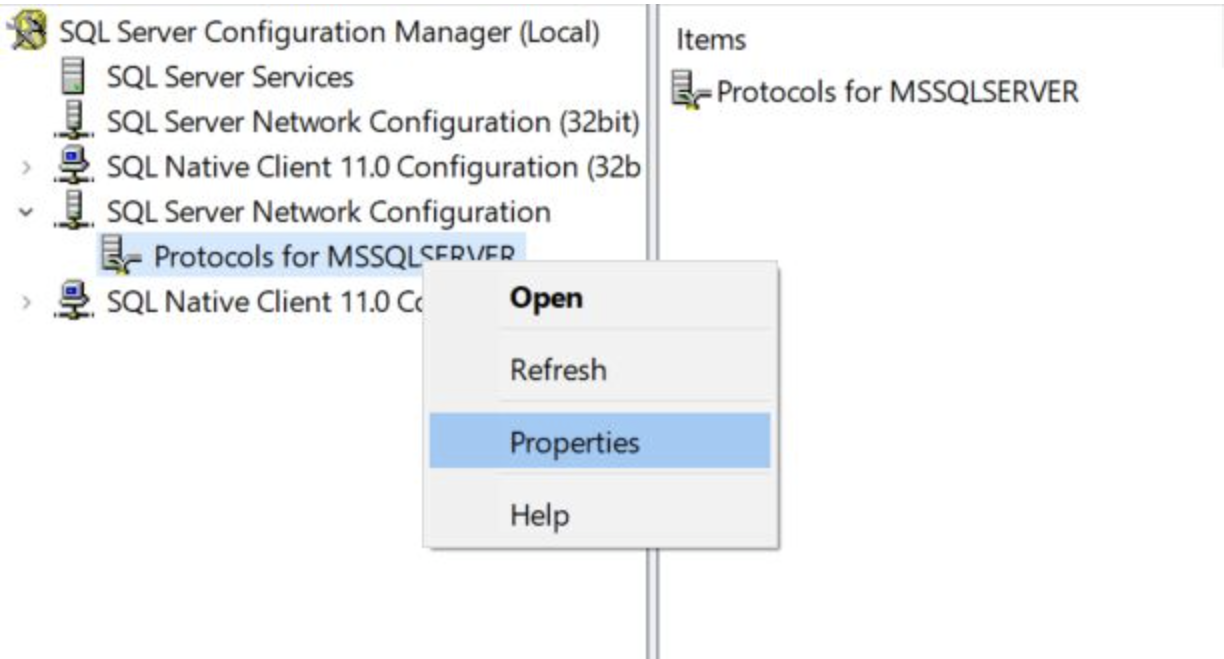 SQL Server Configuration Manager (Local)
SQL Server Services
SQL Server Network Configuration (32bit)
SQL Native Client 11.0 Configuration (32b
SQL Server Network Configuration
Protocols for MSSQLSERVER
SQL Native Client 11.0 Co
Open
Refresh
Properties
Help
Items
Protocols for MSSQLSERVER